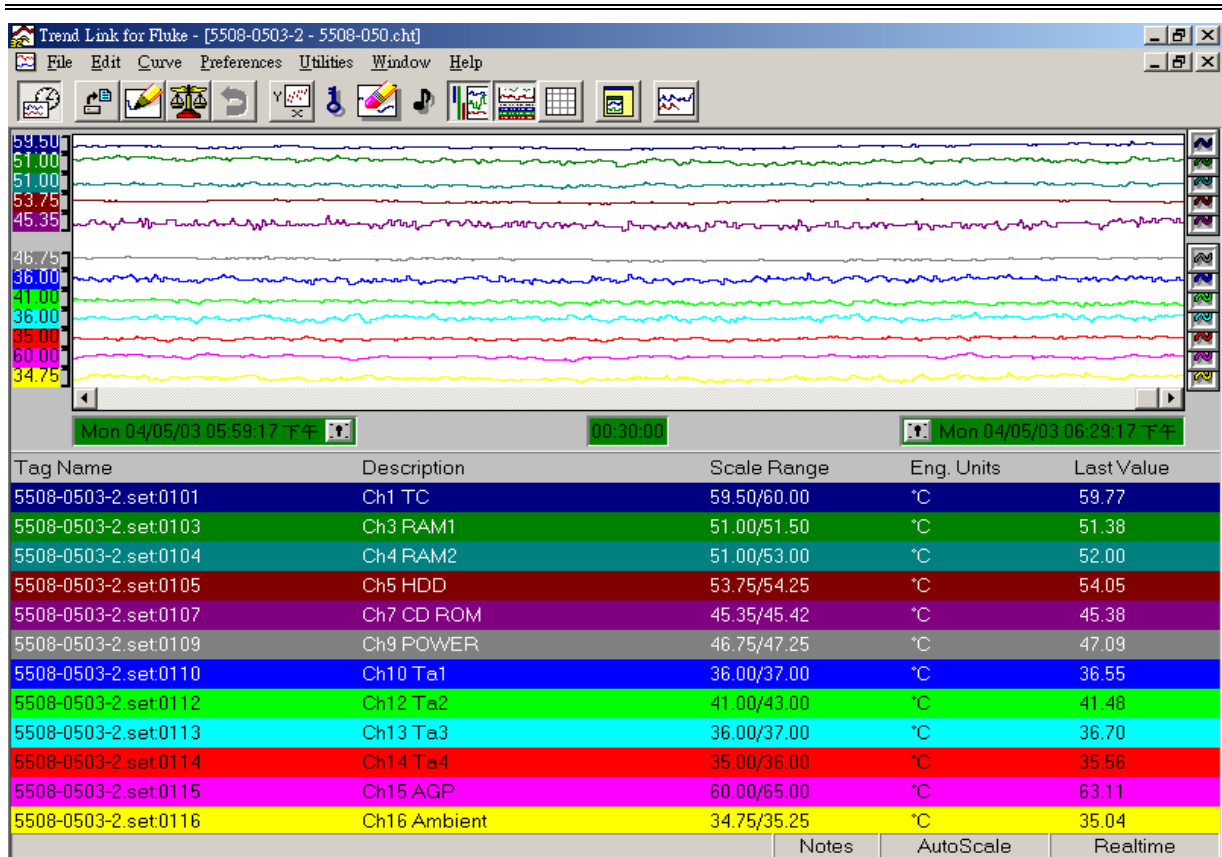 Trend Link for Fluke - [5508-0503-2 - 5508-050.cht]
File Edit Curve Preferences Utilities Window Help
59.50
51.00
51.00
53.75
45.35
46.75
36.00
41.00
36.00
35.00
60.00
34.75
Mon 04/05/03 05:59:17 下午 00:30:00 Mon 04/05/03 06:29:17 下午
Tag Name Description Scale Range Eng. Units Last Value
5508-0503-2.set:0101 Ch1 TC 59.50/60.00 °C 59.77
5508-0503-2.set:0103 Ch3 RAM1 51.00/51.50 °C 51.38
5508-0503-2.set:0104 Ch4 RAM2 51.00/53.00 °C 52.00
5508-0503-2.set:0105 Ch5 HDD 53.75/54.25 °C 54.05
5508-0503-2.set:0107 Ch7 CD ROM 45.35/45.42 °C 45.38
5508-0503-2.set:0109 Ch9 POWER 46.75/47.25 °C 47.09
5508-0503-2.set:0110 Ch10 Ta1 36.00/37.00 °C 36.55
5508-0503-2.set:0112 Ch12 Ta2 41.00/43.00 °C 41.48
5508-0503-2.set:0113 Ch13 Ta3 36.00/37.00 °C 36.70
5508-0503-2.set:0114 Ch14 Ta4 35.00/36.00 °C 35.56
5508-0503-2.set:0115 Ch15 AGP 60.00/65.00 °C 63.11
5508-0503-2.set:0116 Ch16 Ambient 34.75/35.25 °C 35.04
Notes AutoScale Realtime